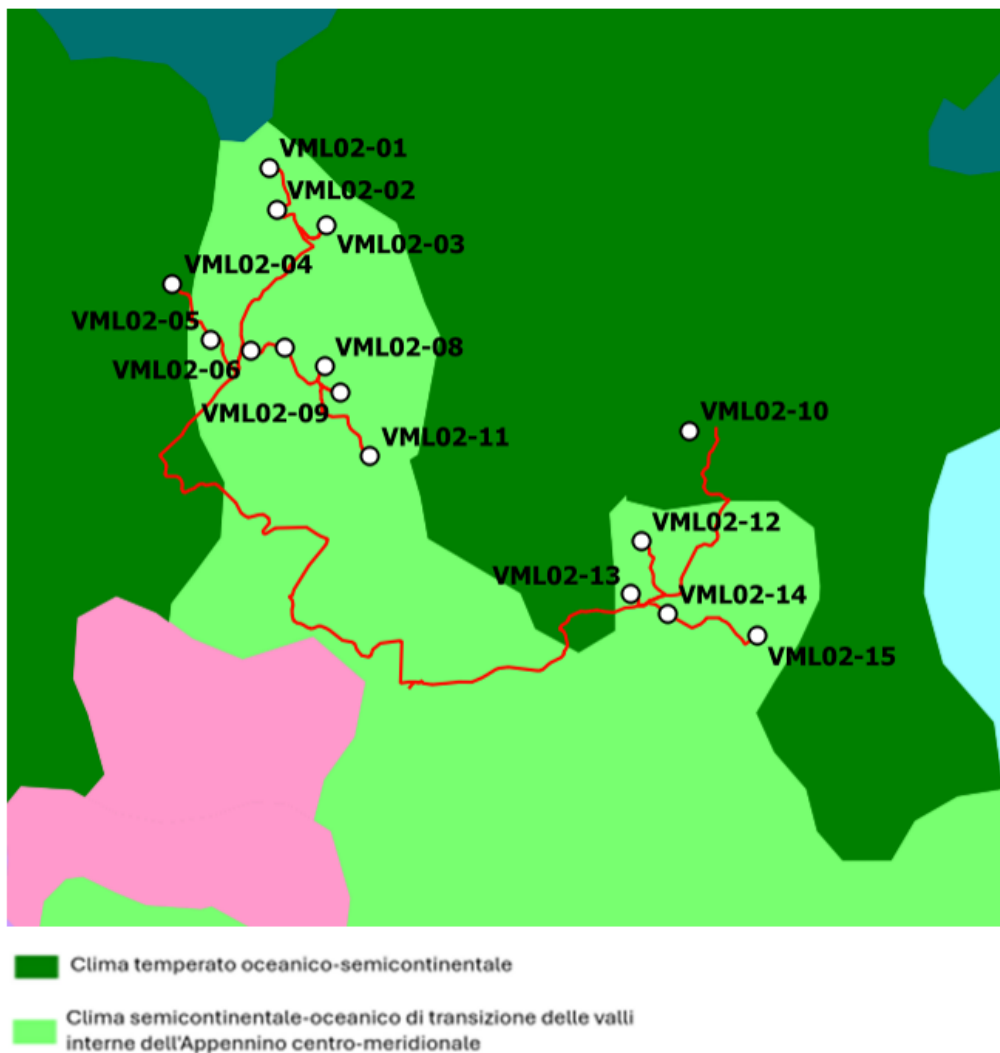 VML02-01
VML02-02
VML02-03
VML02-04
VML02-05
VML02-06
VML02-08
VML02-09
VML02-10
VML02-11
VML02-12
VML02-13
VML02-14
VML02-15
Clima temperato oceanico-semicontinentale
Clima semicontinentale-oceanico di transizione delle valli
interne dell'Appennino centro-meridionale